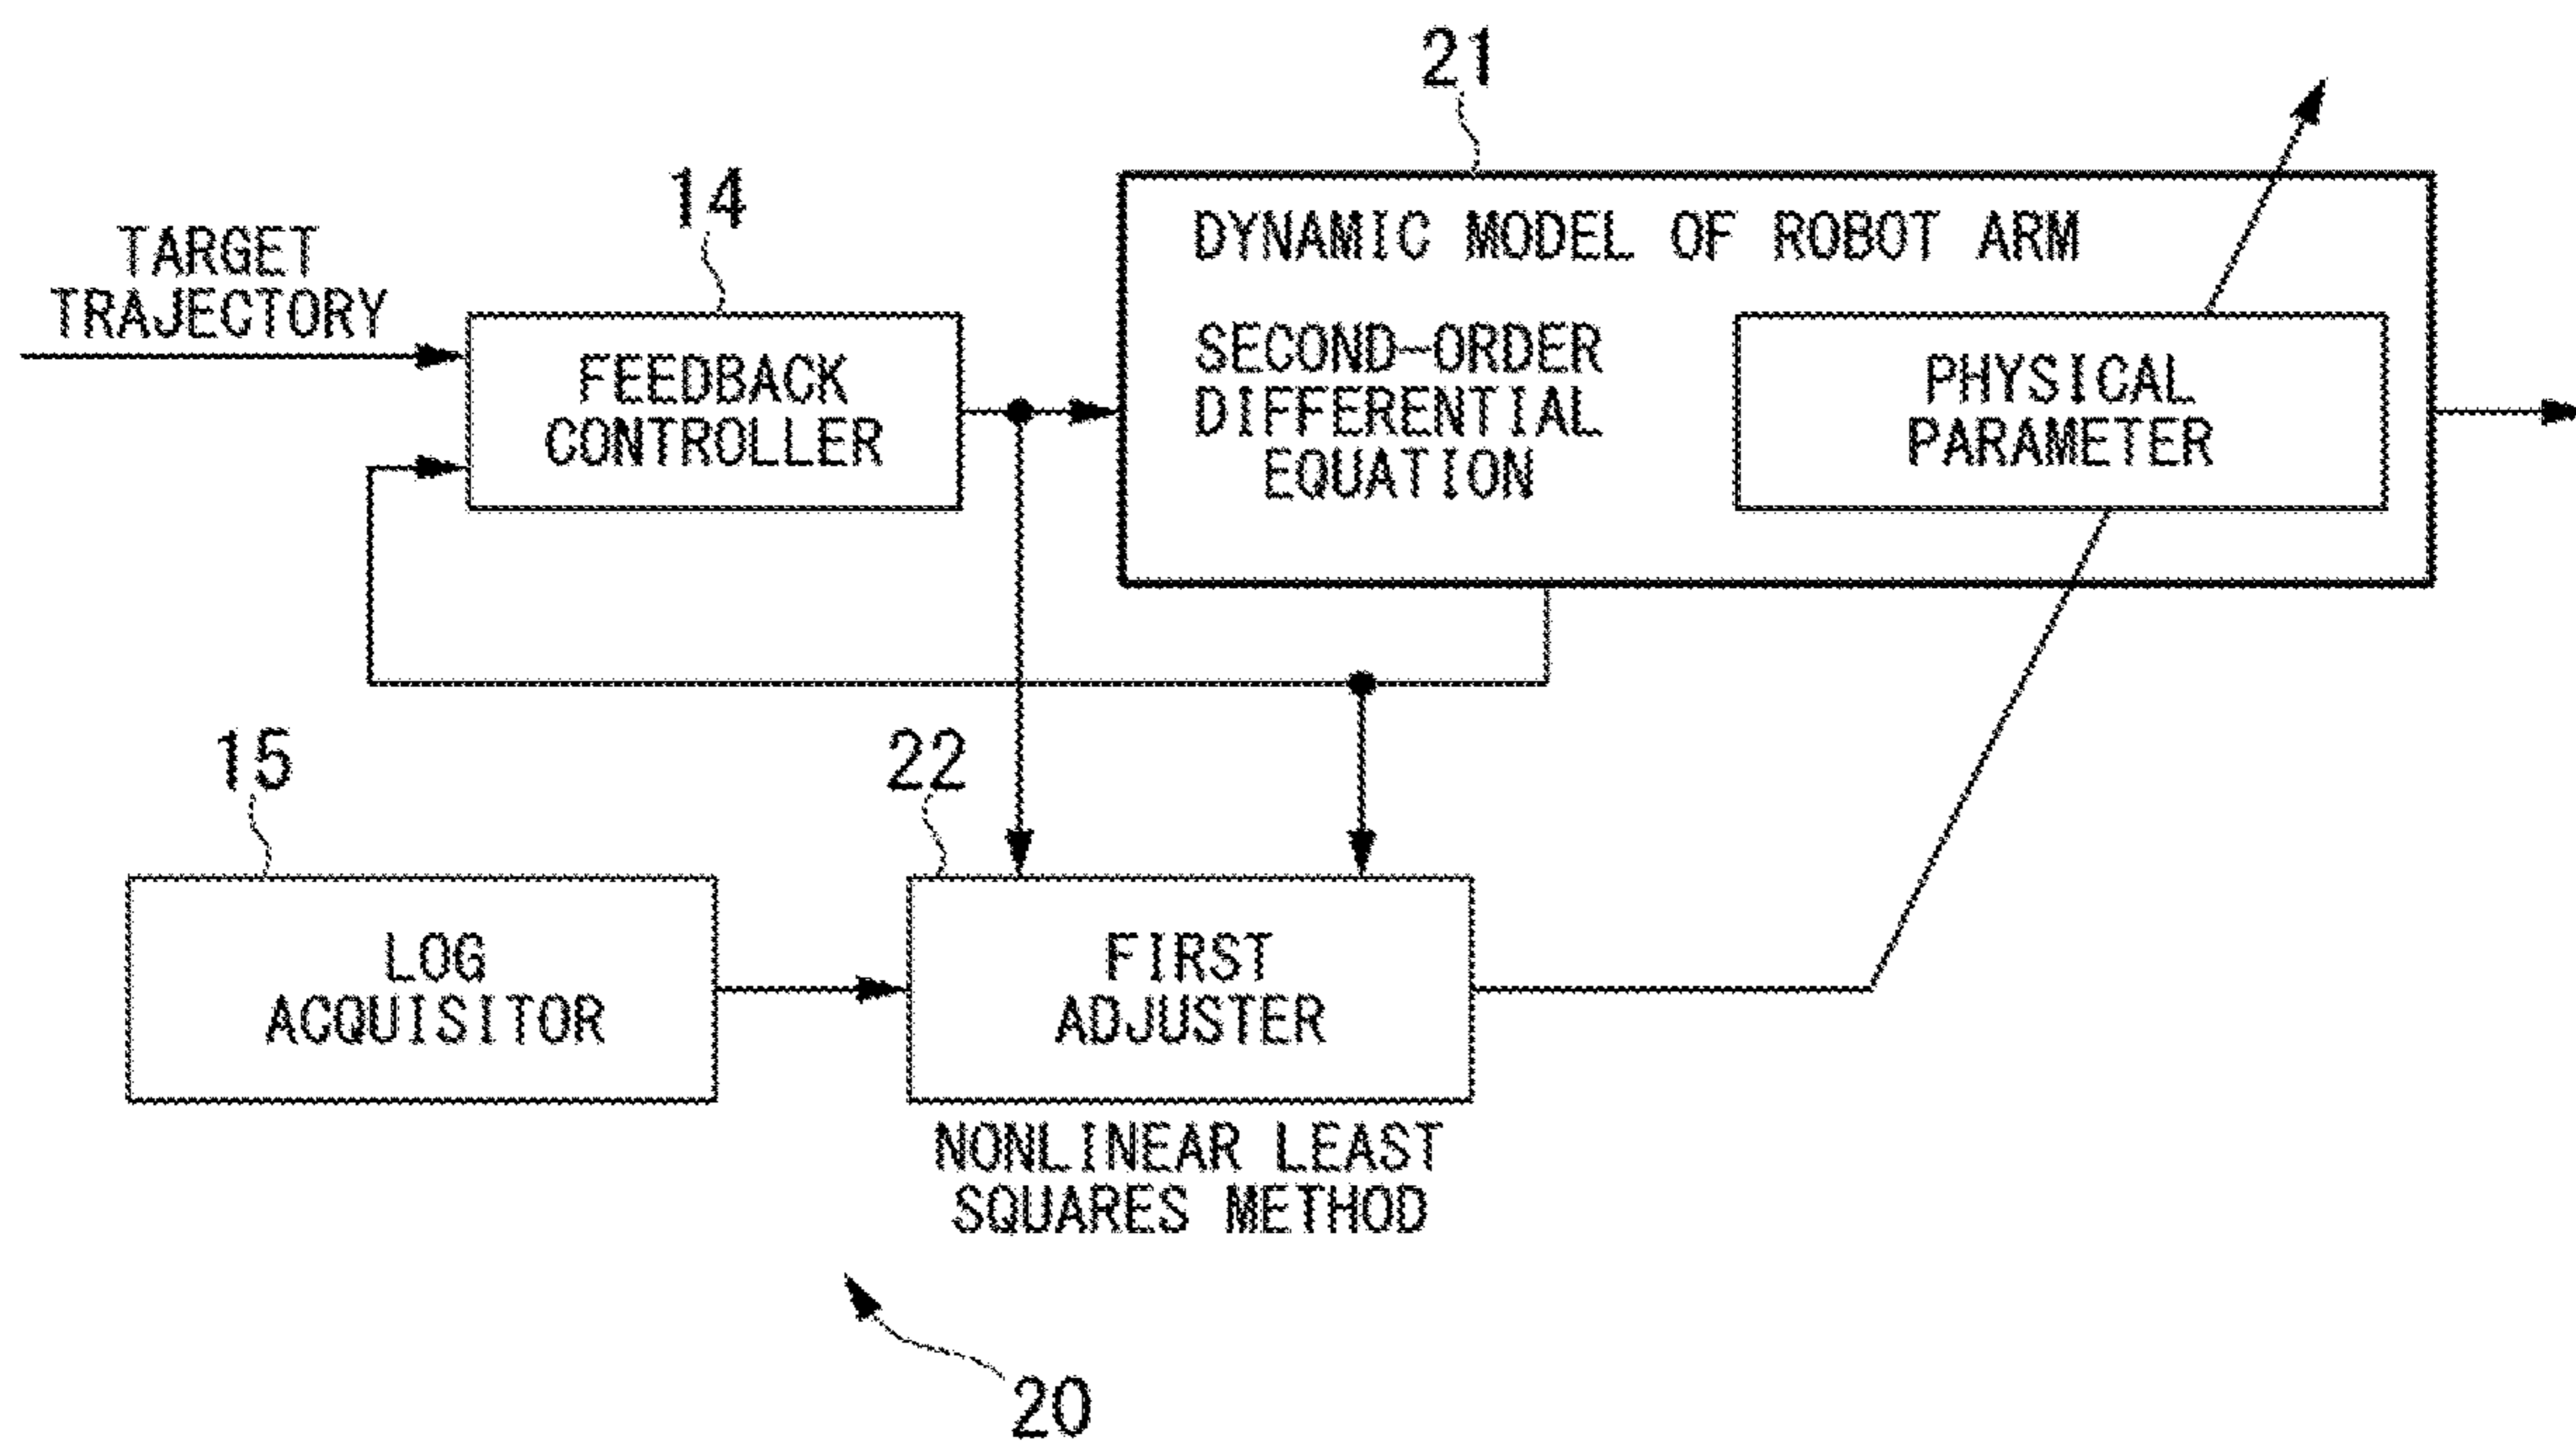 21
14
TARGET
TRAJECTORY
DYNAMIC MODEL OF ROBOT ARM
FEEDBACK
CONTROLLER
SECOND-ORDER
DIFFERENTIAL
EQUATION
PHYSICAL
PARAMETER
15
22
LOG
ACQUISITOR
FIRST
ADJUSTER
NONLINEAR LEAST
SQUARES METHOD
20